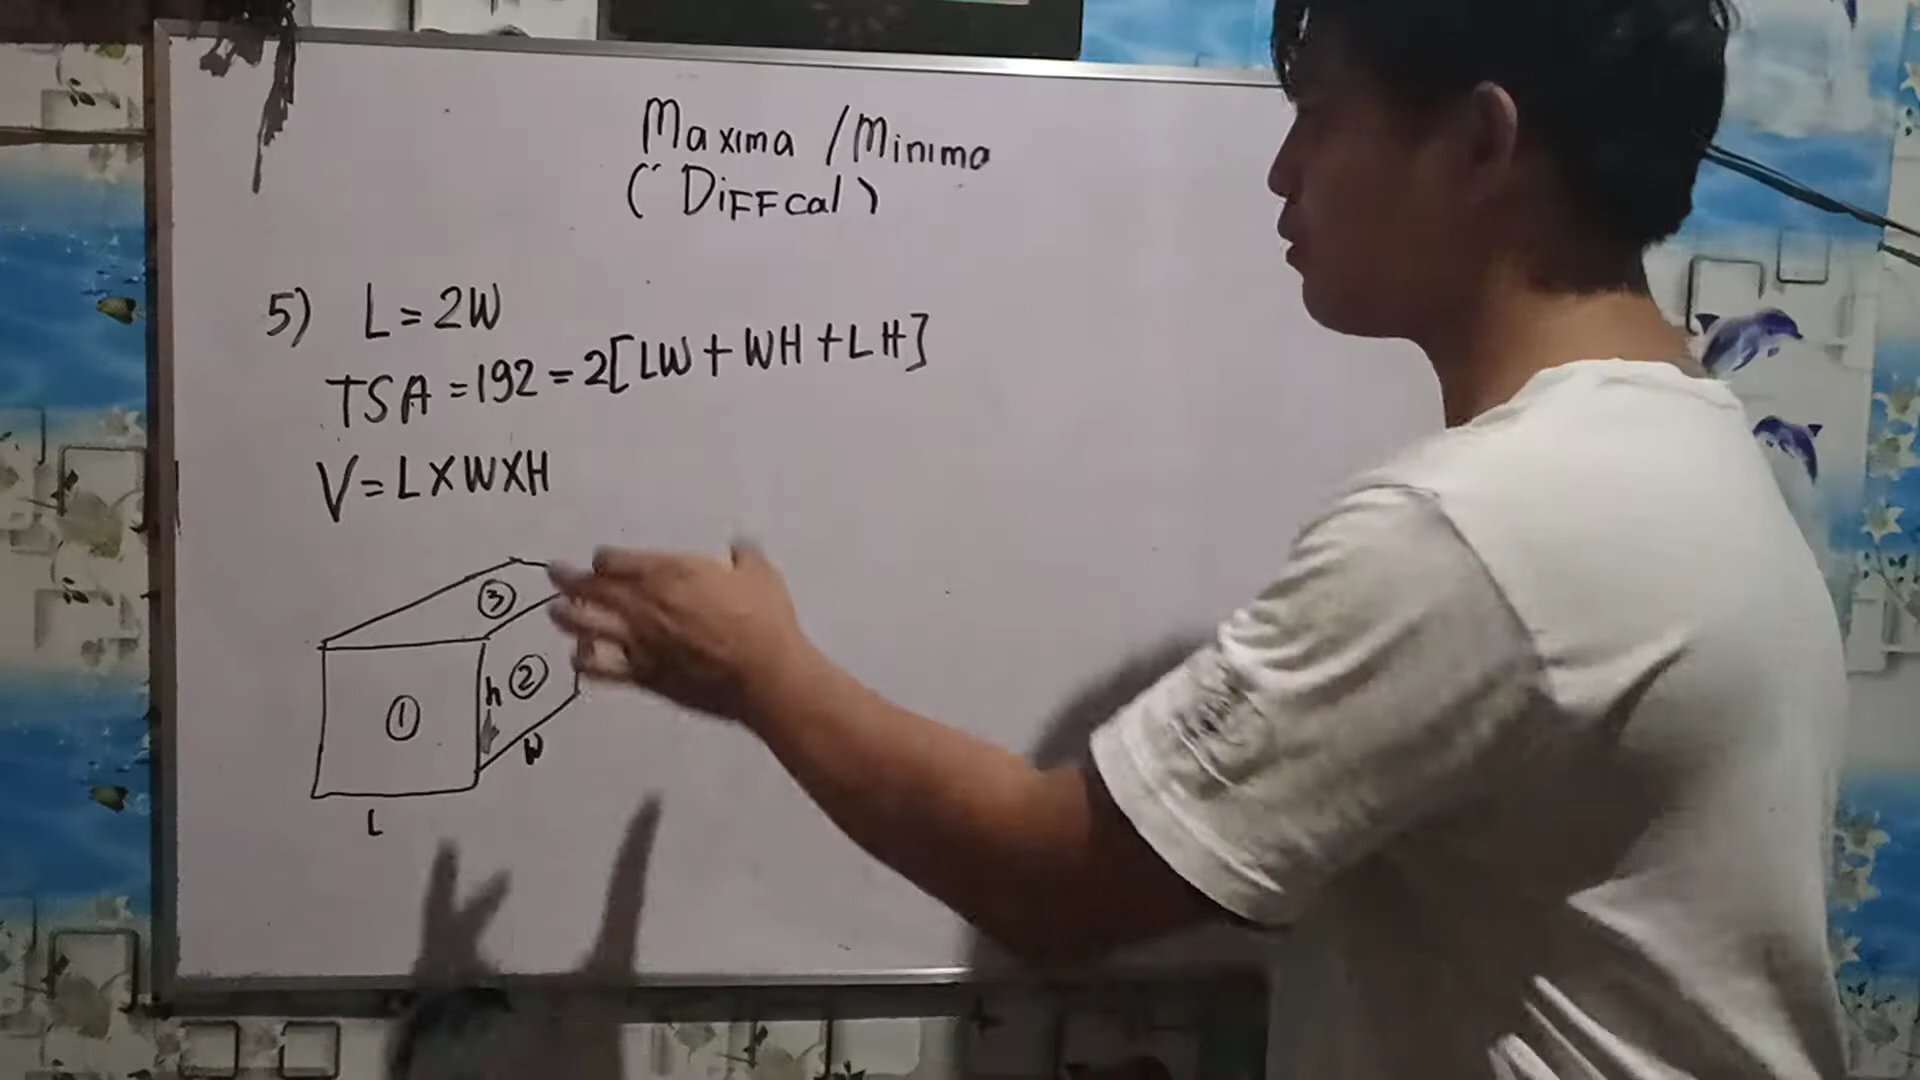 Maxima / Minima
(Diffcal)
5) L = 2W
TSA = 192 = 2[LW + WH + LH]
V = L X W X H
③
h ②
①
W
L